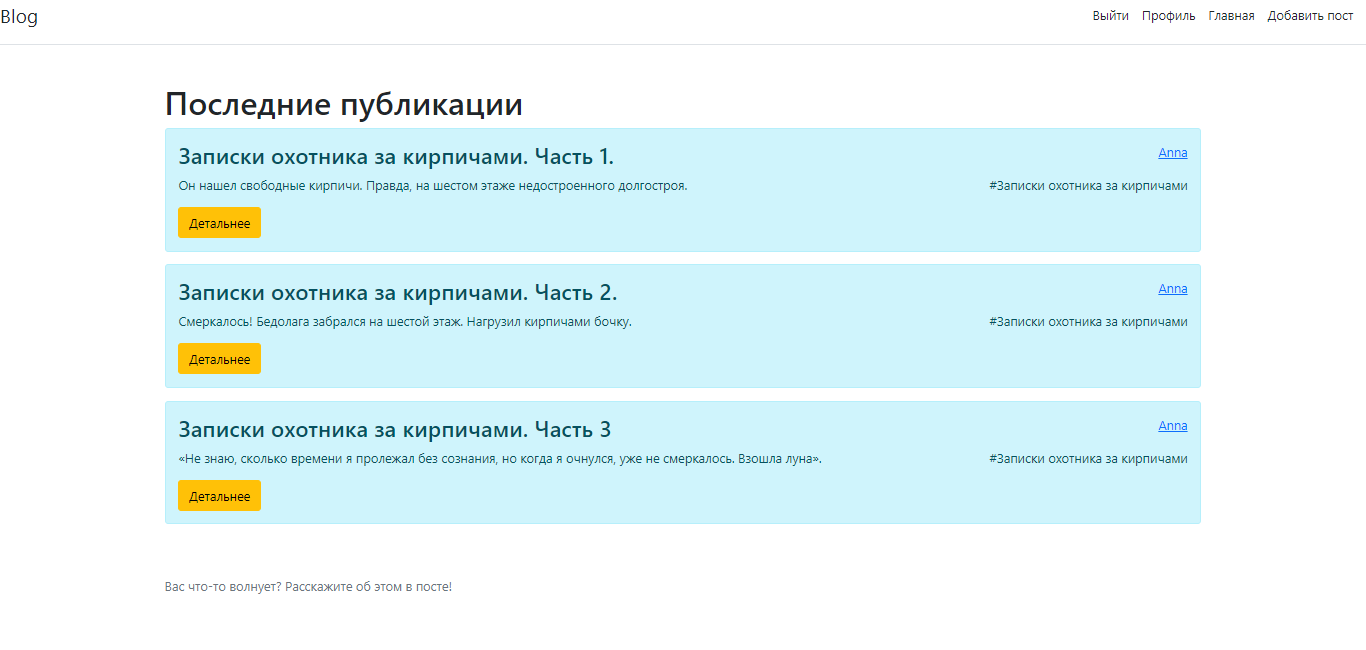 Blog
Выйти Профиль Главная Добавить пост
Последние публикации
Записки охотника за кирпичами. Часть 1.
Anna
Он нашел свободные кирпичи. Правда, на шестом этаже недостроенного долгостроя.
#Записки охотника за кирпичами
Детальнее
Записки охотника за кирпичами. Часть 2.
Anna
Смеркалось! Бедолага забрался на шестой этаж. Нагрузил кирпичами бочку.
#Записки охотника за кирпичами
Детальнее
Записки охотника за кирпичами. Часть 3
Anna
«Не знаю, сколько времени я пролежал без сознания, но когда я очнулся, уже не смеркалось. Взошла луна».
#Записки охотника за кирпичами
Детальнее
Вас что-то волнует? Расскажите об этом в посте!